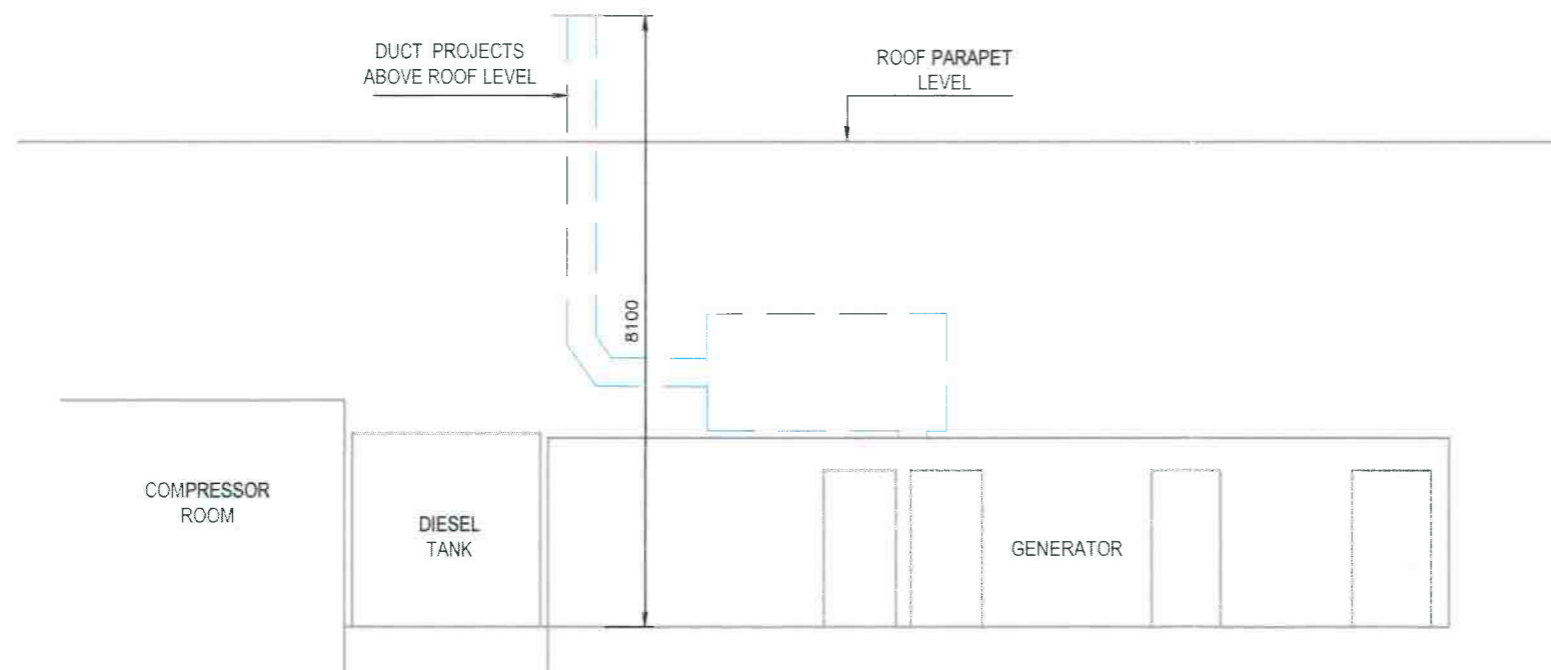 DUCT PROJECTS
ABOVE ROOF LEVEL
ROOF PARAPET
LEVEL
8100
COMPRESSOR
ROOM
DIESEL
TANK
GENERATOR